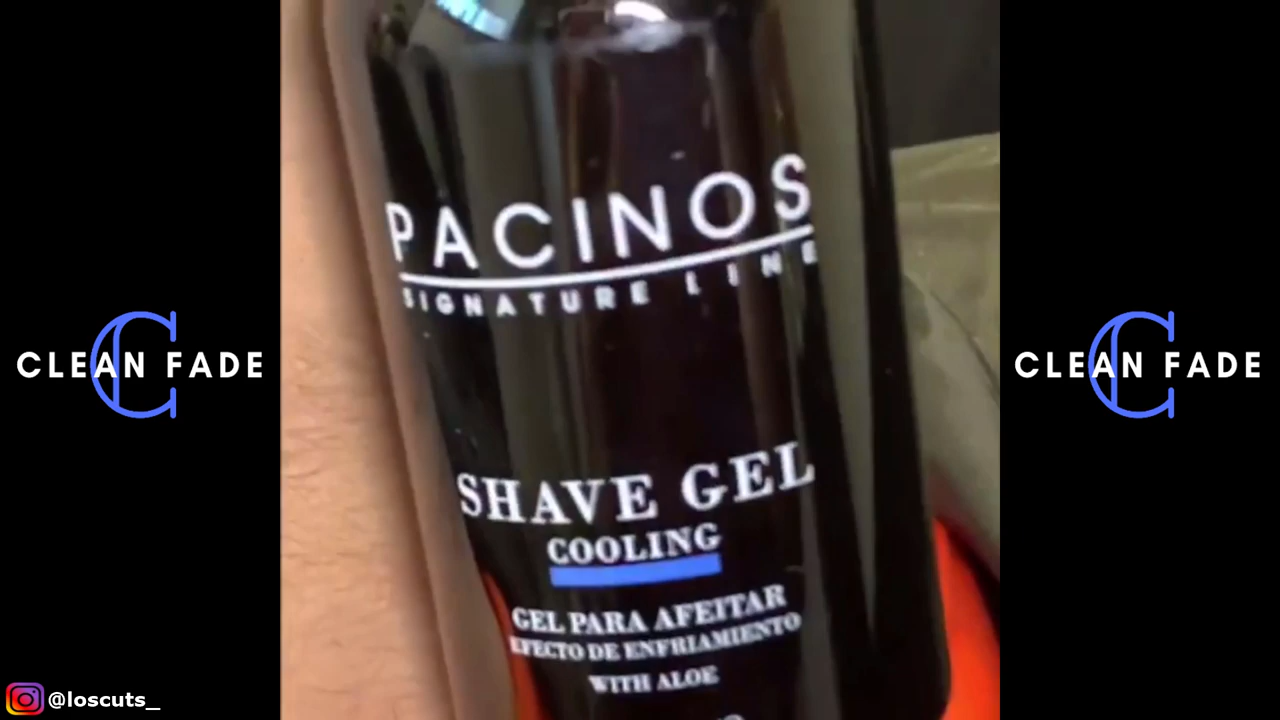 PACINOS
SIGNATURE LINE
SHAVE GEL
COOLING
GEL PARA AFEITAR
EFECTO DE ENFRIAMIENTO
WITH ALOE
CLEAN FADE
C
CLEAN FADE
C
@loscuts_